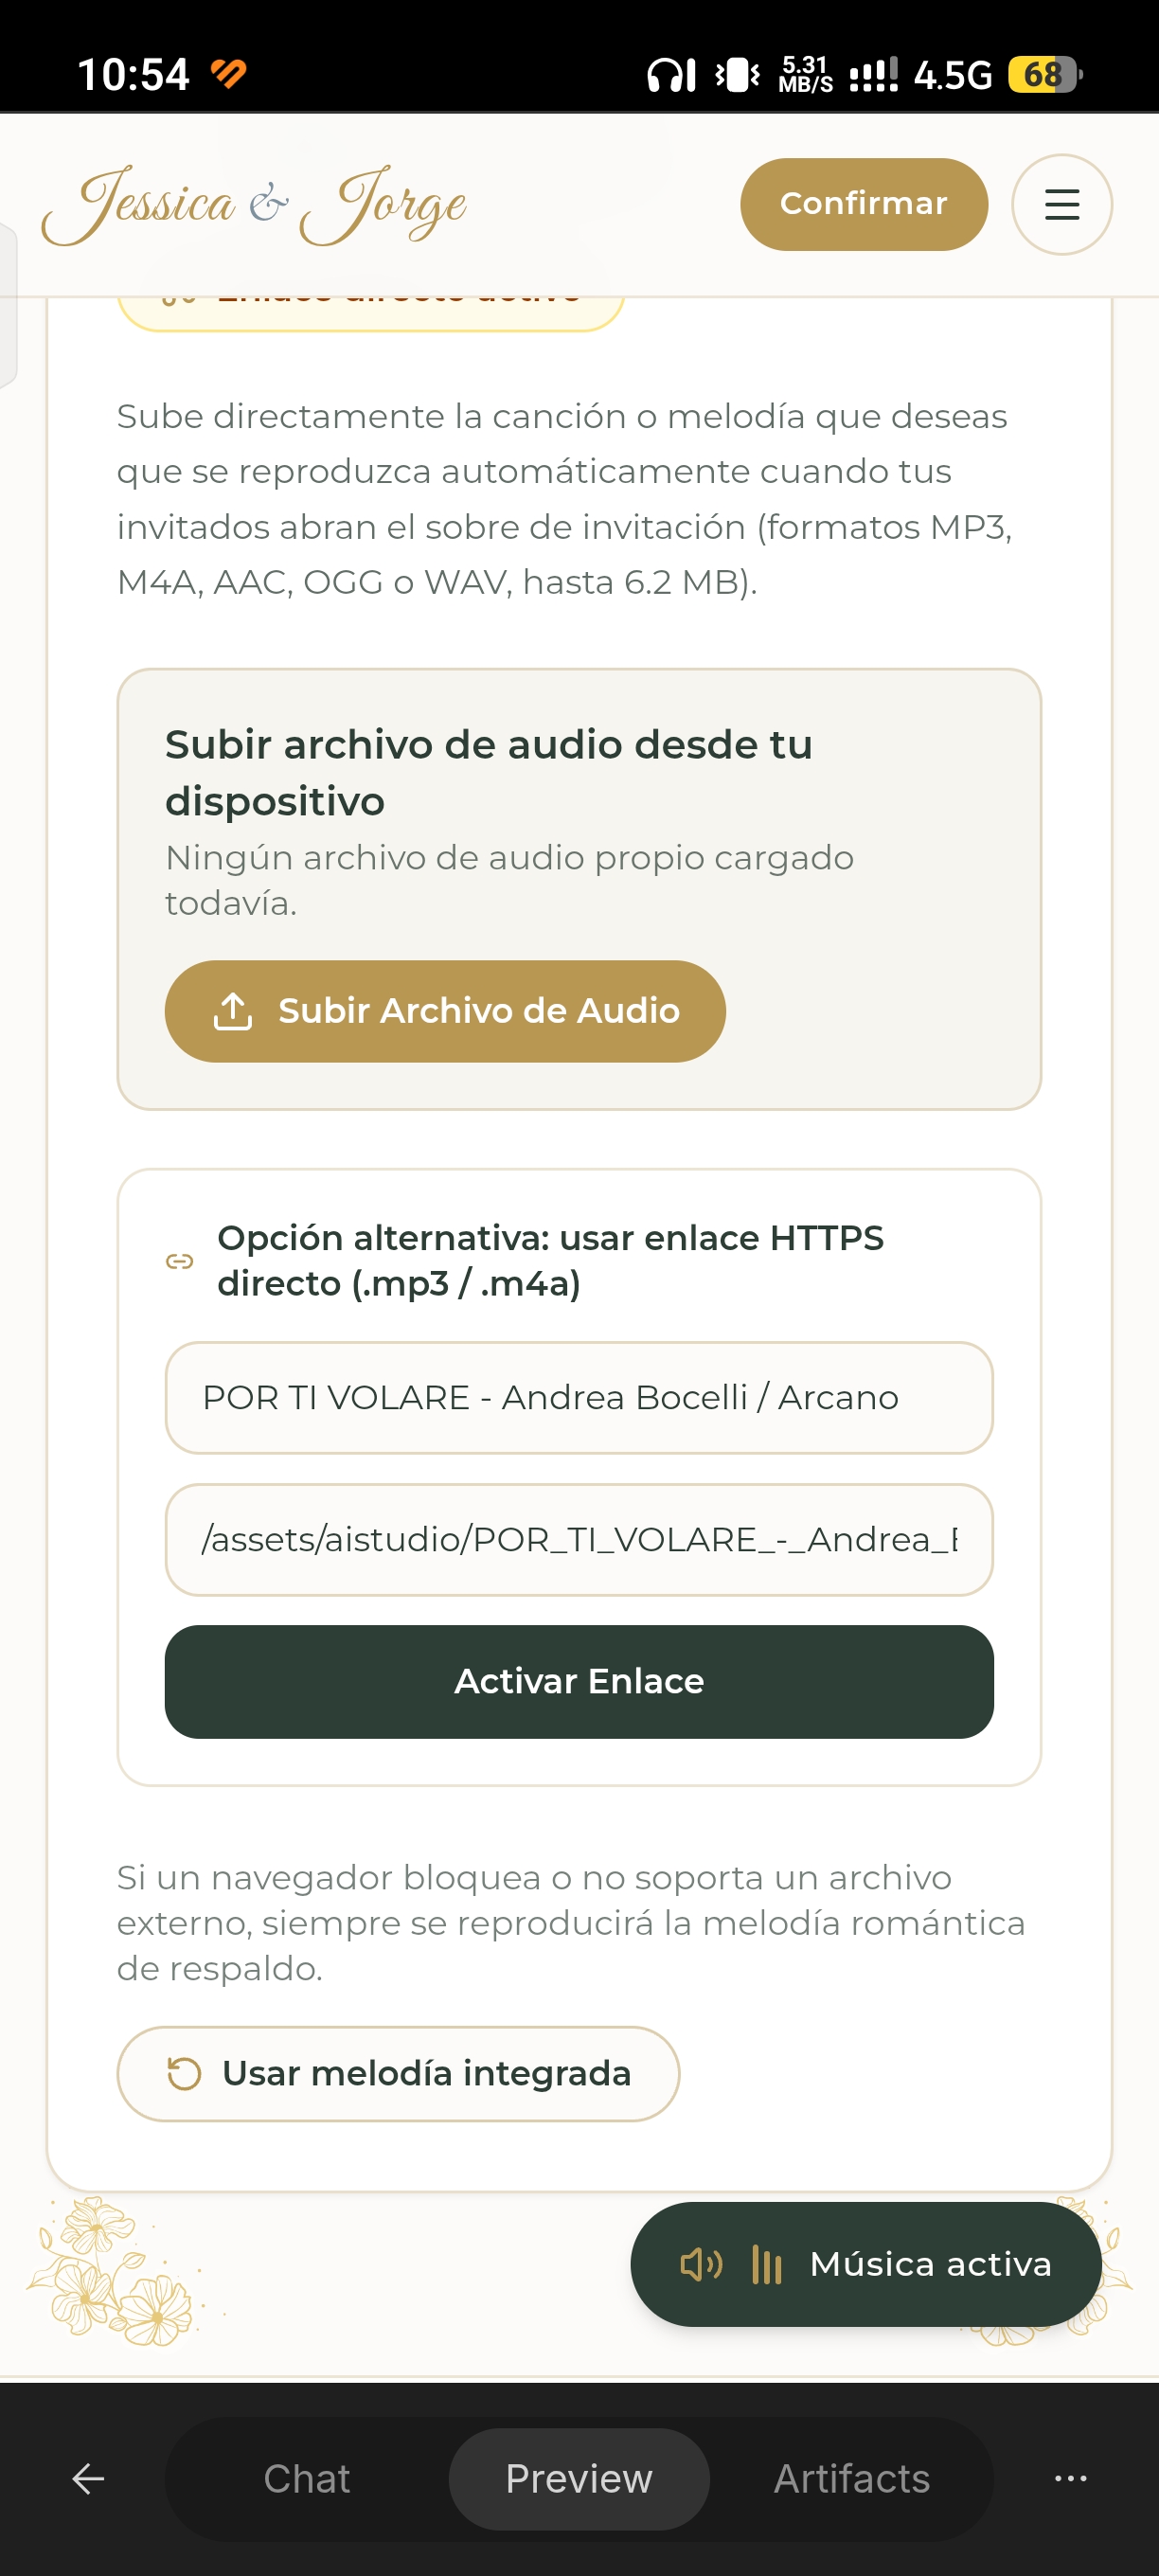 10:54
5.31
MB/S
4.5G
68
Jessica & Jorge
Confirmar
Enlace directo activo
Sube directamente la canción o melodía que deseas
que se reproduzca automáticamente cuando tus
invitados abran el sobre de invitación (formatos MP3,
M4A, AAC, OGG o WAV, hasta 6.2 MB).
Subir archivo de audio desde tu
dispositivo
Ningún archivo de audio propio cargado
todavía.
Subir Archivo de Audio
Opción alternativa: usar enlace HTTPS
directo (.mp3 / .m4a)
POR TI VOLARE - Andrea Bocelli / Arcano
/assets/aistudio/POR_TI_VOLARE_-_Andrea_
Activar Enlace
Si un navegador bloquea o no soporta un archivo
externo, siempre se reproducirá la melodía romántica
de respaldo.
Usar melodía integrada
Música activa
Chat
Preview
Artifacts